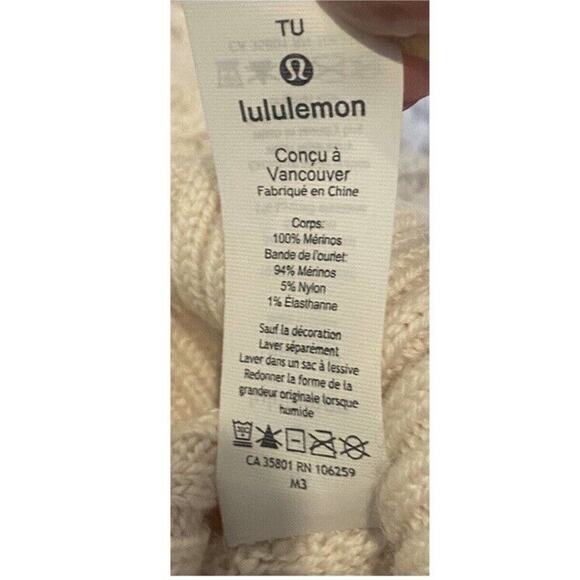 TU
lululemon
Conçu à
Vancouver
Fabriqué en Chine
Corps:
100% Mérinos
Bande de l'ourlet:
94% Mérinos
5% Nylon
1% Élasthanne
Sauf la décoration
Laver séparément
Laver dans un sac à lessive
Redonner la forme de la
grandeur originale lorsque
humide
CA 35801 RN 106259
M3